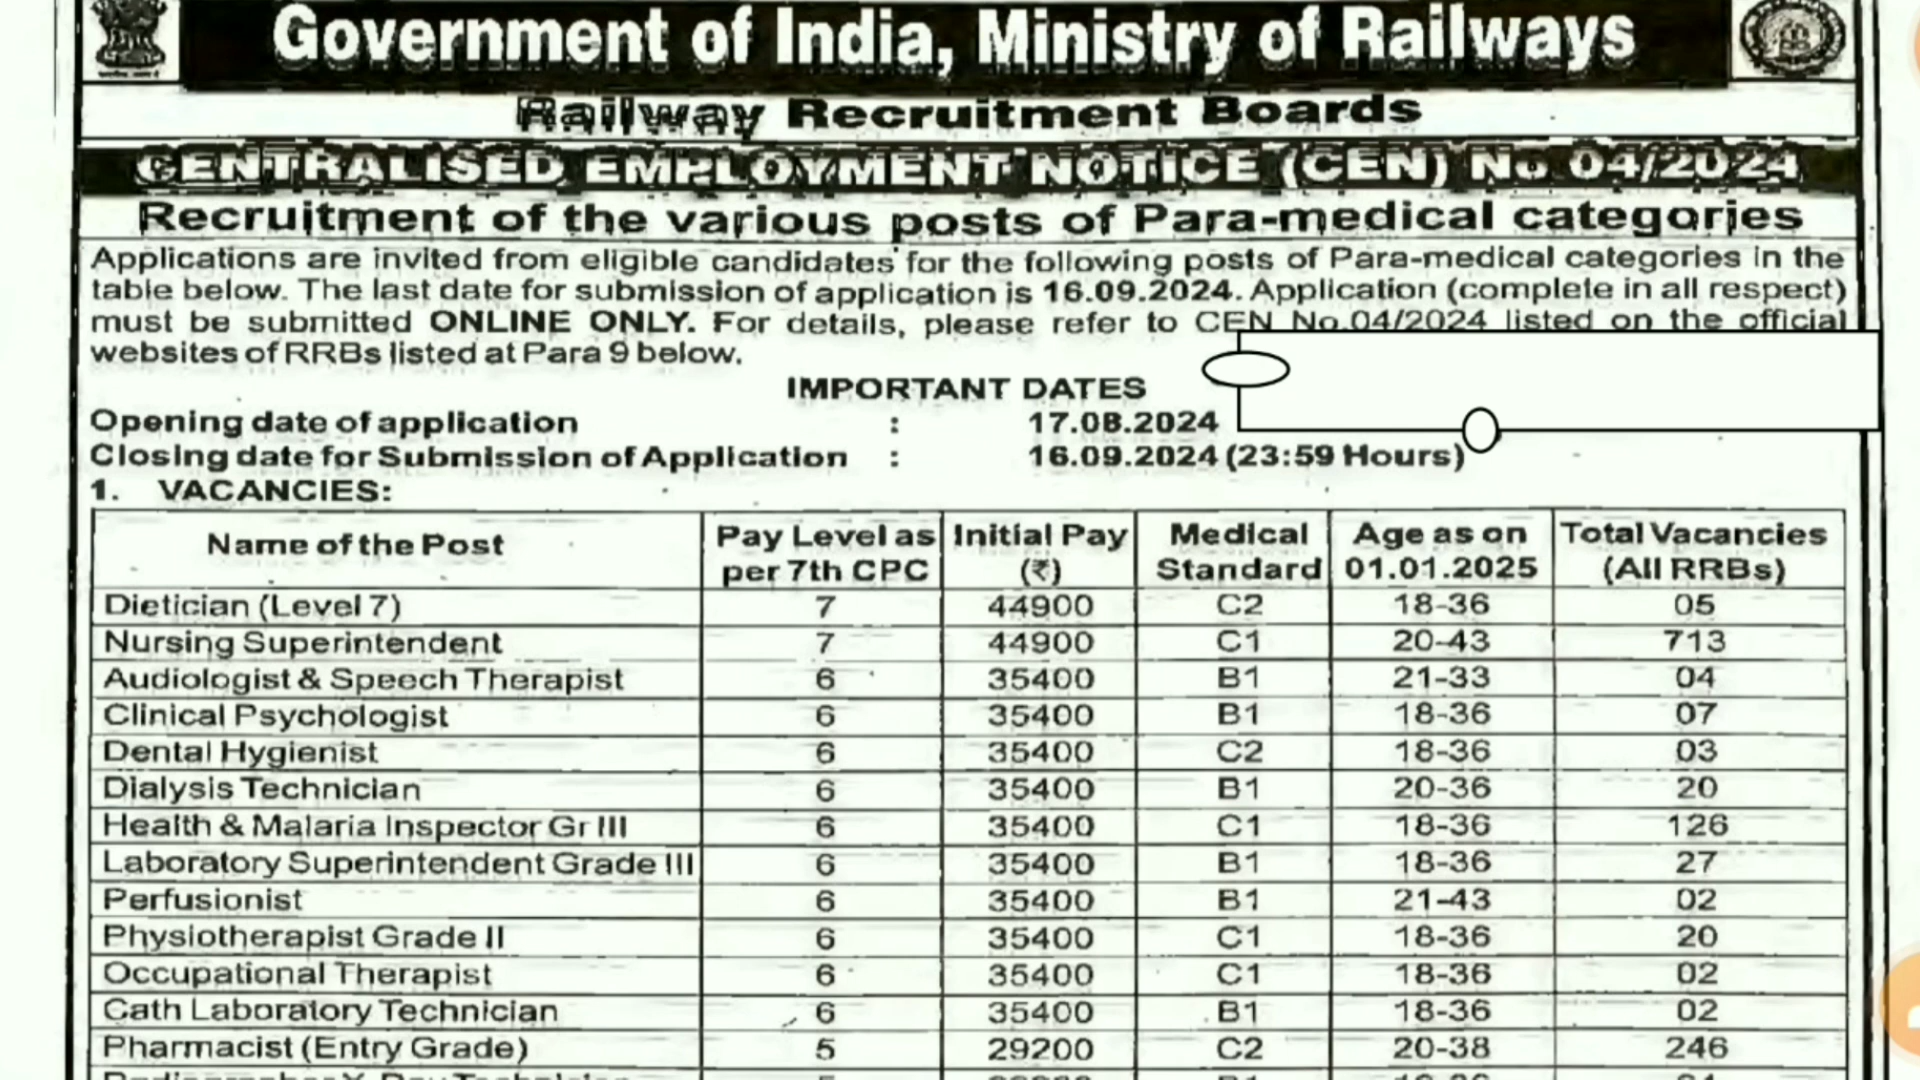 Government of India, Ministry of Railways
Railway Recruitment Boards
CENTRALISED EMPLOYMENT NOTICE (CEN) No 04/2024
Recruitment of the various posts of Para-medical categories
Applications are invited from eligible candidates for the following posts of Para-medical categories in the
table below. The last date for submission of application is 16.09.2024. Application (complete in all respect)
must be submitted ONLINE ONLY. For details, please refer to CEN No.04/2024 listed on the official
websites of RRBs listed at Para 9 below.
IMPORTANT DATES
Opening date of application : 17.08.2024
Closing date for Submission of Application : 16.09.2024 (23:59 Hours)
1. VACANCIES:
Name of the Post Pay Level as per 7th CPC Initial Pay (₹) Medical Standard Age as on 01.01.2025 Total Vacancies (All RRBs)
Dietician (Level 7) 7 44900 C2 18-36 05
Nursing Superintendent 7 44900 C1 20-43 713
Audiologist & Speech Therapist 6 35400 B1 21-33 04
Clinical Psychologist 6 35400 B1 18-36 07
Dental Hygienist 6 35400 C2 18-36 03
Dialysis Technician 6 35400 B1 20-36 20
Health & Malaria Inspector Gr III 6 35400 C1 18-36 126
Laboratory Superintendent Grade III 6 35400 B1 18-36 27
Perfusionist 6 35400 B1 21-43 02
Physiotherapist Grade II 6 35400 C1 18-36 20
Occupational Therapist 6 35400 C1 18-36 02
Cath Laboratory Technician 6 35400 B1 18-36 02
Pharmacist (Entry Grade) 5 29200 C2 20-38 246